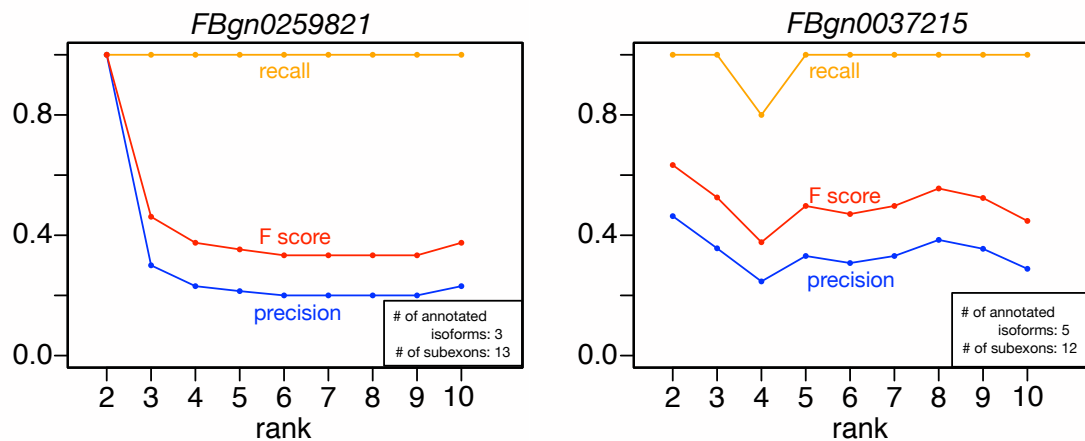 FBgn0259821
recall
0.8
F score
0.4
precision
# of annotated
isoforms: 3
# of subexons: 13
0.0
2 3 4 5 6 7 8 9 10
rank
FBgn0037215
recall
0.8
F score
0.4
precision
# of annotated
isoforms: 5
# of subexons: 12
0.0
2 3 4 5 6 7 8 9 10
rank